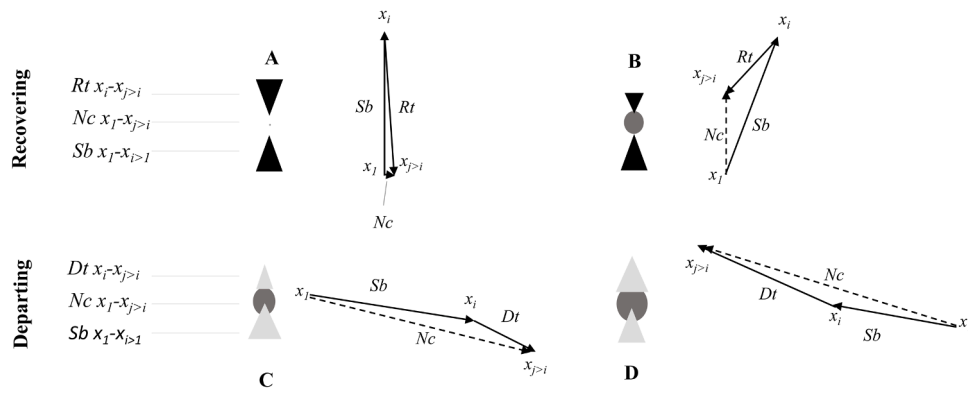 Recovering
A
Rt xi-xj>i
Nc x1-xj>i
Sb x1-xi>1
xi
Sb
Rt
x1
xj>i
Nc
B
xi
Rt
xj>i
Nc
Sb
x1
Departing
Dt xi-xj>i
Nc x1-xj>i
Sb x1-xi>1
C
x1
Sb
xi
Dt
Nc
xj>i
D
xj>i
Nc
Dt
xi
Sb
x